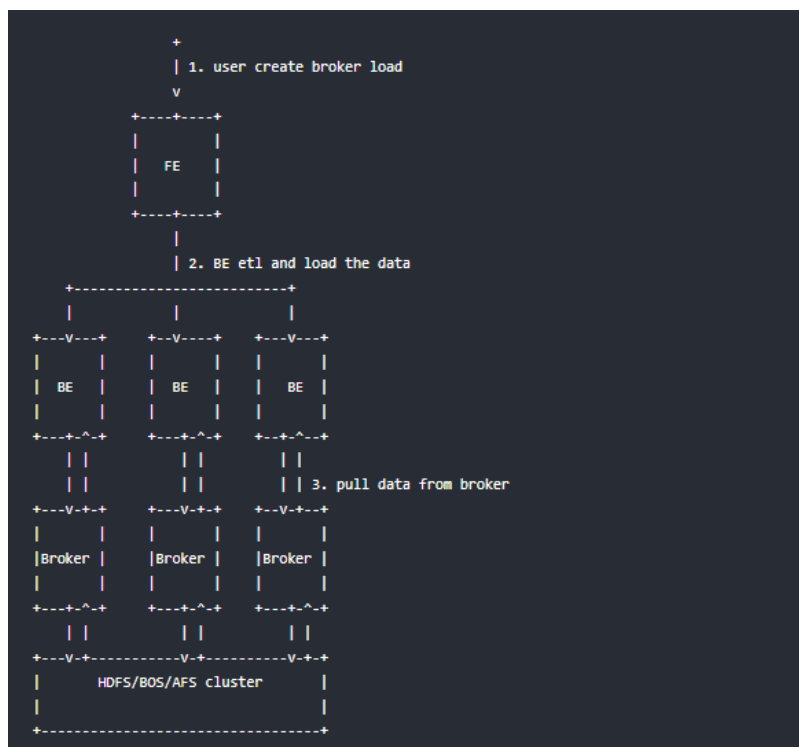 +
                 | 1. user create broker load
                 v
            +----+----+
            |         |
            |   FE    |
            |         |
            +----+----+
                 |
                 | 2. BE etl and load the data
    +--------------------------+
    |            |             |
+---v---+     +--v----+    +---v---+
|       |     |       |    |       |
|  BE   |     |  BE   |    |   BE  |
|       |     |       |    |       |
+---+-^-+     +---+-^-+    +--+-^--+
    | |           | |         | |
    | |           | |         | | 3. pull data from broker
+---v-+-+     +---v-+-+    +--v-+--+
|       |     |       |    |       |
|Broker |     |Broker |    |Broker |
|       |     |       |    |       |
+---+-^-+     +---+-^-+    +---+-^-+
    | |           | |          | |
+---v-+-----------v-+----------v-+-+
|       HDFS/BOS/AFS cluster       |
|                                  |
+----------------------------------+